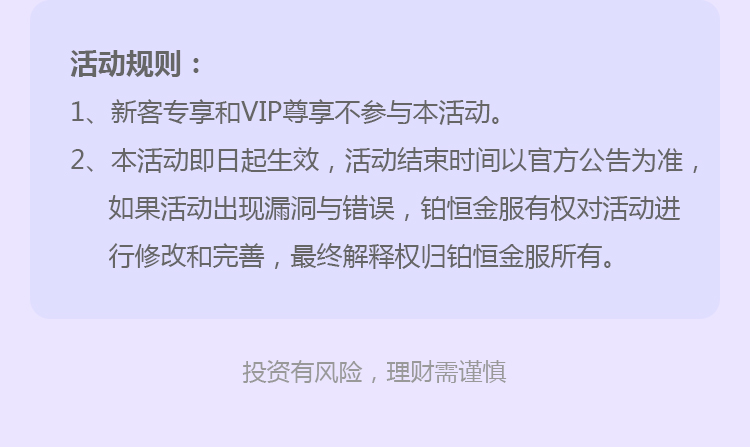 活动规则：
1、新客专享和VIP尊享不参与本活动。
2、本活动即日起生效，活动结束时间以官方公告为准，
如果活动出现漏洞与错误，铂恒金服有权对活动进
行修改和完善，最终解释权归铂恒金服所有。
投资有风险，理财需谨慎